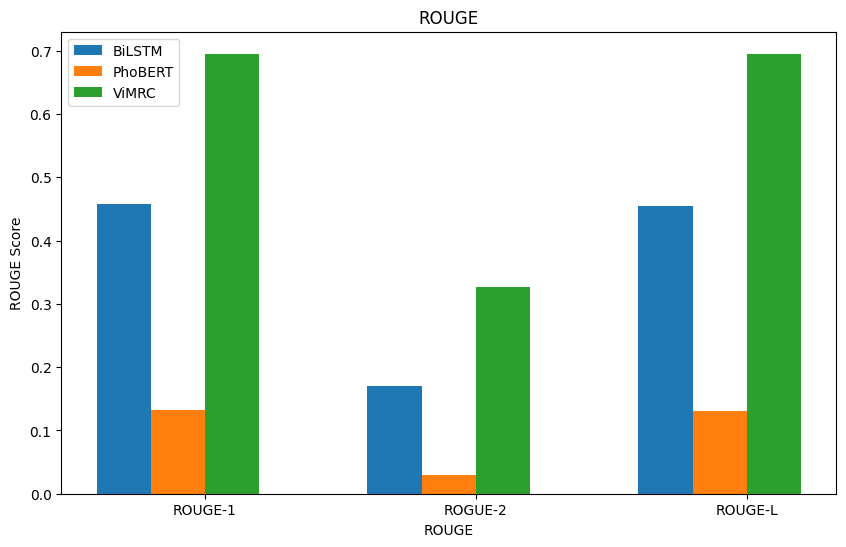 ROUGE
BiLSTM
PhoBERT
ViMRC
0.7
0.6
0.5
0.4
0.3
0.2
0.1
0.0
ROUGE Score
ROUGE-1 ROGUE-2 ROUGE-L
ROUGE